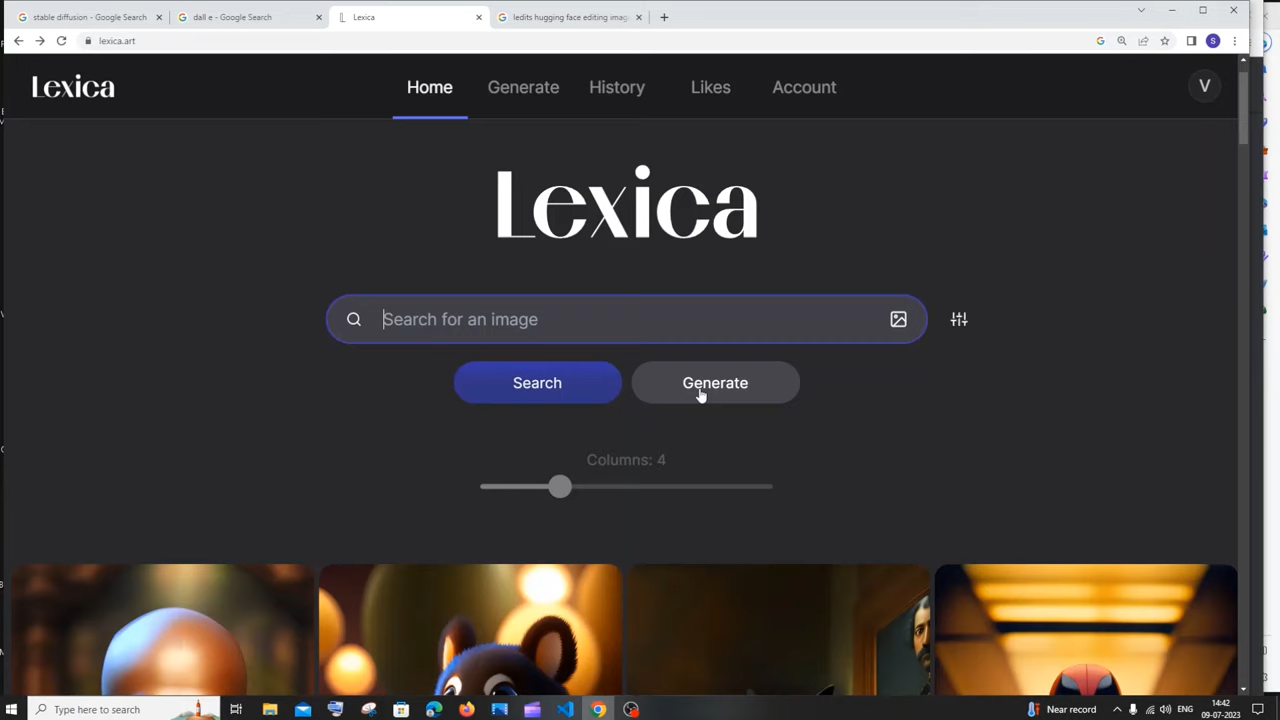 stable diffusion - Google Search
dall e - Google Search
Lexica
ledits hugging face editing imag
lexica.art
S
Lexica
Home
Generate
History
Likes
Account
V
Lexica
Search for an image
Search
Generate
Columns: 4
Type here to search
Near record
ENG
14:42
09-07-2023